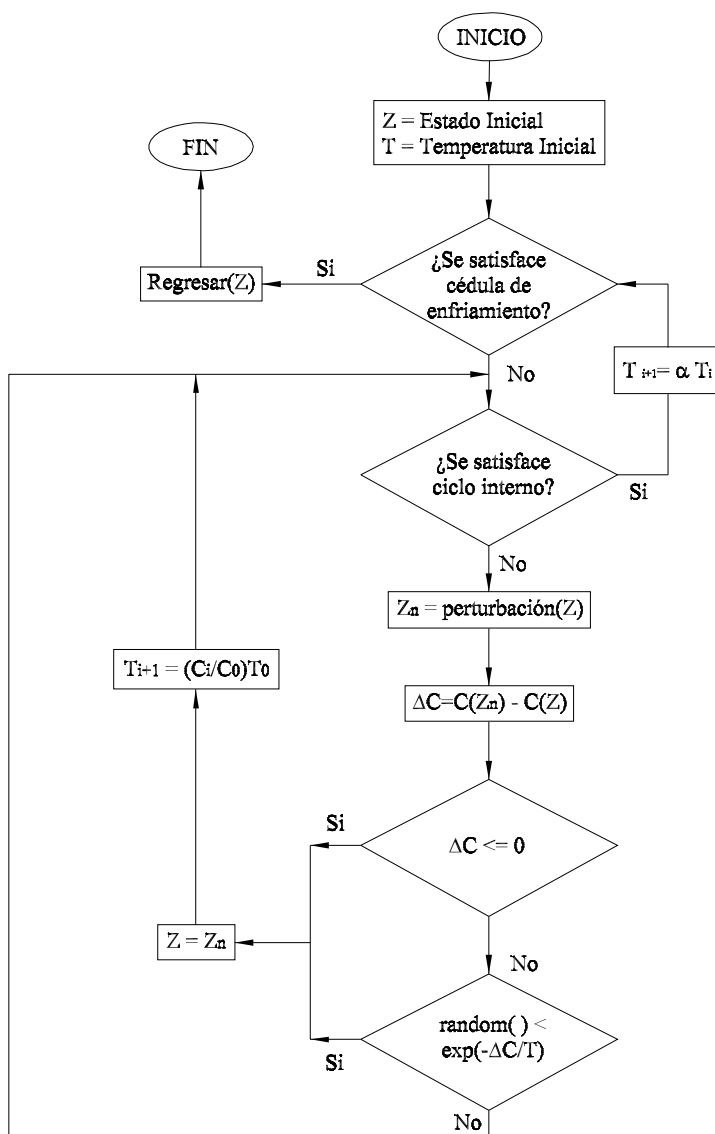 INICIO
Z = Estado Inicial
T = Temperatura Inicial
FIN
¿Se satisface
cédula de
enfriamiento?
Si
Regresar(Z)
No
T i+1= α Ti
¿Se satisface
ciclo interno?
Si
No
Zn = perturbación(Z)
Ti+1 = (Ci/C0)T0
ΔC=C(Zn) - C(Z)
Si
ΔC <= 0
Z = Zn
No
random( ) <
exp(-ΔC/T)
Si
No